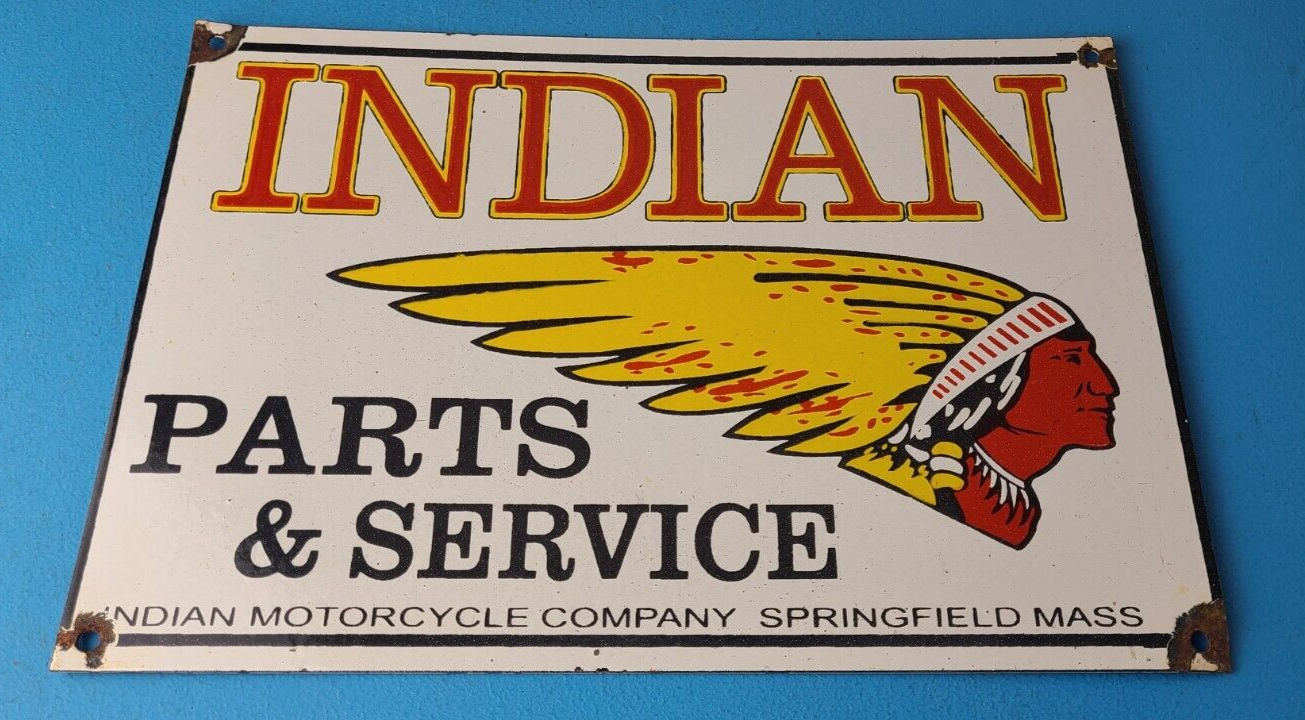 INDIAN
PARTS
& SERVICE
INDIAN MOTORCYCLE COMPANY SPRINGFIELD MASS